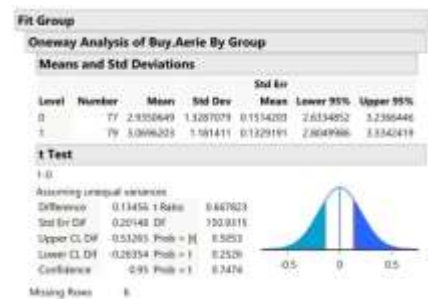 Fit Group
Oneway Analysis of Buy.Aerie By Group
Means and Std Deviations
Std Err
Level Number Mean Std Dev Mean Lower 95% Upper 95%
0 77 2.9350649 1.3287079 0.1514203 2.6334852 3.2366446
1 79 3.0696203 1.181411 0.1329191 2.8049986 3.3342419
t Test
1-0
Assuming unequal variances
Difference 0.13456 t Ratio 0.667823
Std Err Dif 0.20148 DF 150.9315
Upper CL Dif 0.53265 Prob > |t| 0.5053
Lower CL Dif -0.26354 Prob > t 0.2526
Confidence 0.95 Prob < t 0.7474
-0.5 0 0.5
Missing Rows 6